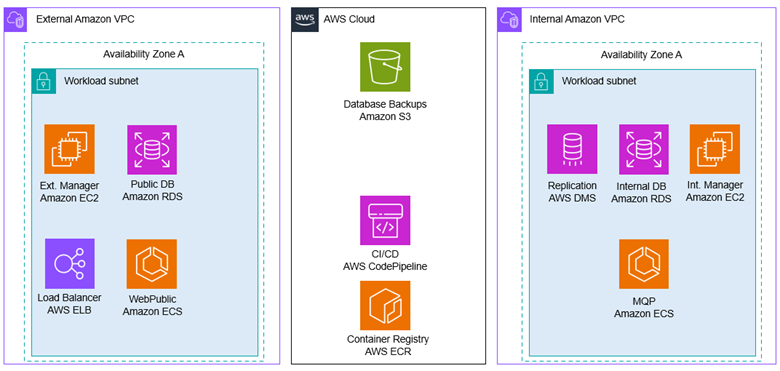 External Amazon VPC
Availability Zone A
Workload subnet
Ext. Manager
Amazon EC2
Public DB
Amazon RDS
Load Balancer
AWS ELB
WebPublic
Amazon ECS
aws
AWS Cloud
Database Backups
Amazon S3
CI/CD
AWS CodePipeline
Container Registry
AWS ECR
Internal Amazon VPC
Availability Zone A
Workload subnet
Replication
AWS DMS
Internal DB
Amazon RDS
Int. Manager
Amazon EC2
MQP
Amazon ECS